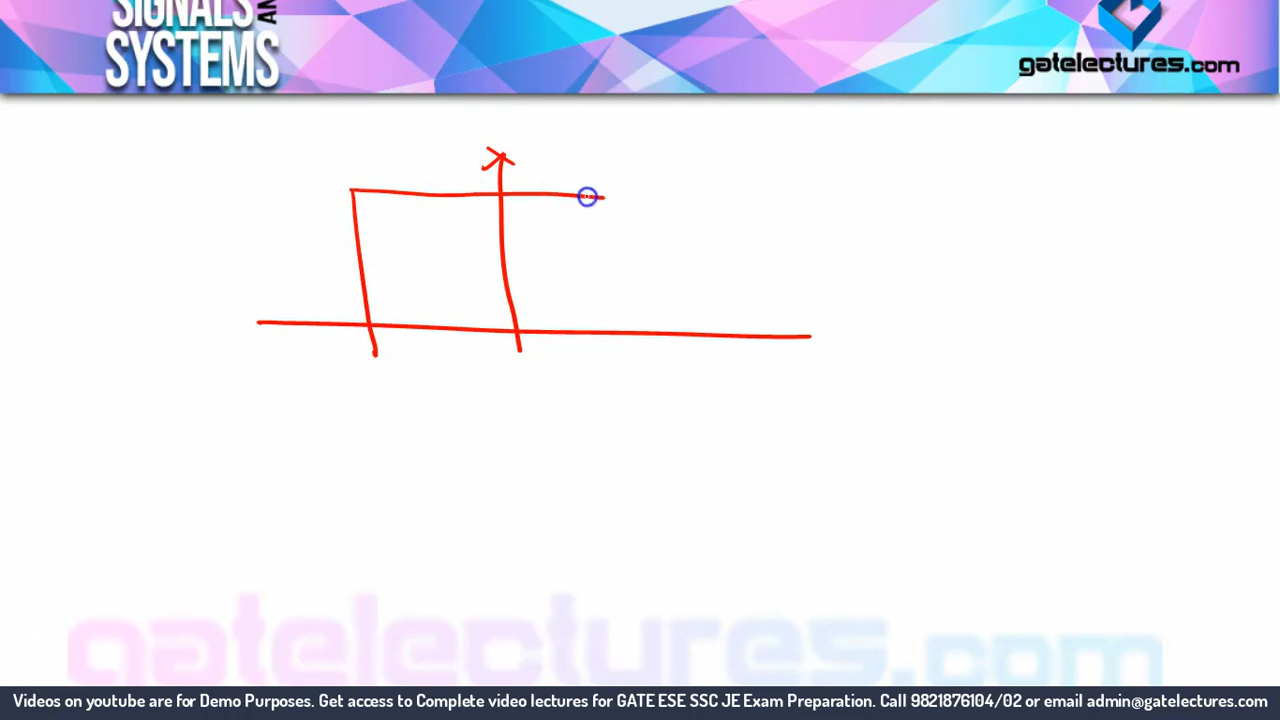 SIGNALS AND
SYSTEMS
gatelectures.com
gatelectures.com
Videos on youtube are for Demo Purposes. Get access to Complete video lectures for GATE ESE SSC JE Exam Preparation. Call 9821876104/02 or email admin@gatelectures.com